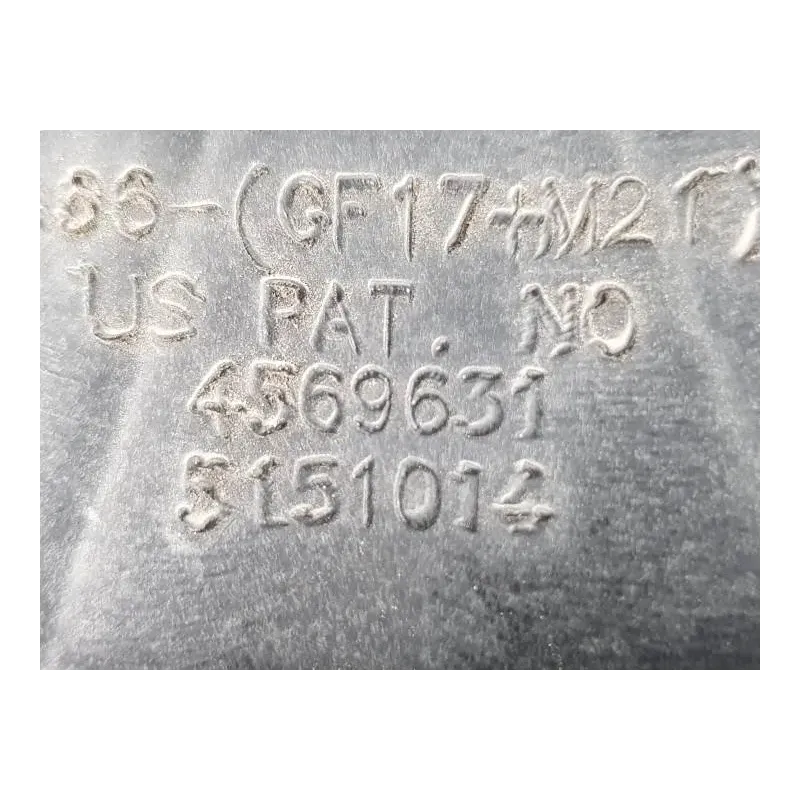 66-(GF17+M21)
US PAT. NO
4569631
5151014